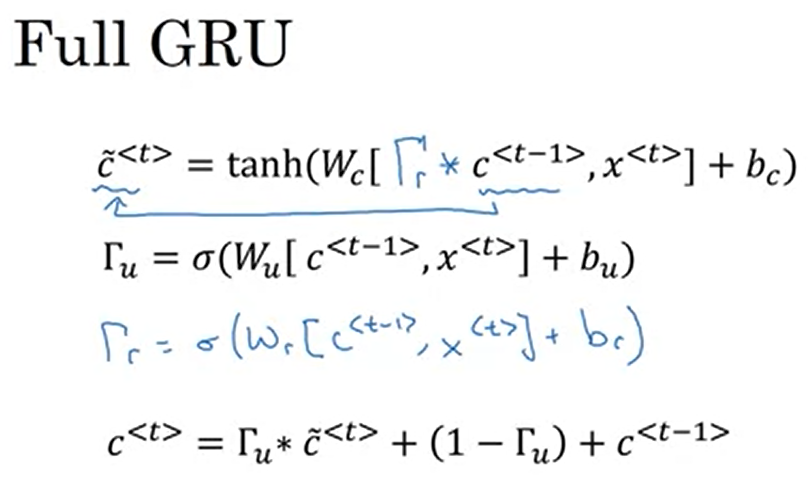 Full GRU
c̃^{<t>} = tanh(W_c[ Γ_r * c^{<t-1>}, x^{<t>}] + b_c)
Γ_u = σ(W_u[ c^{<t-1>}, x^{<t>}] + b_u)
Γ_r = σ(W_r[ c^{<t-1>}, x^{<t>}] + b_r)
c^{<t>} = Γ_u * c̃^{<t>} + (1 − Γ_u) + c^{<t-1>}